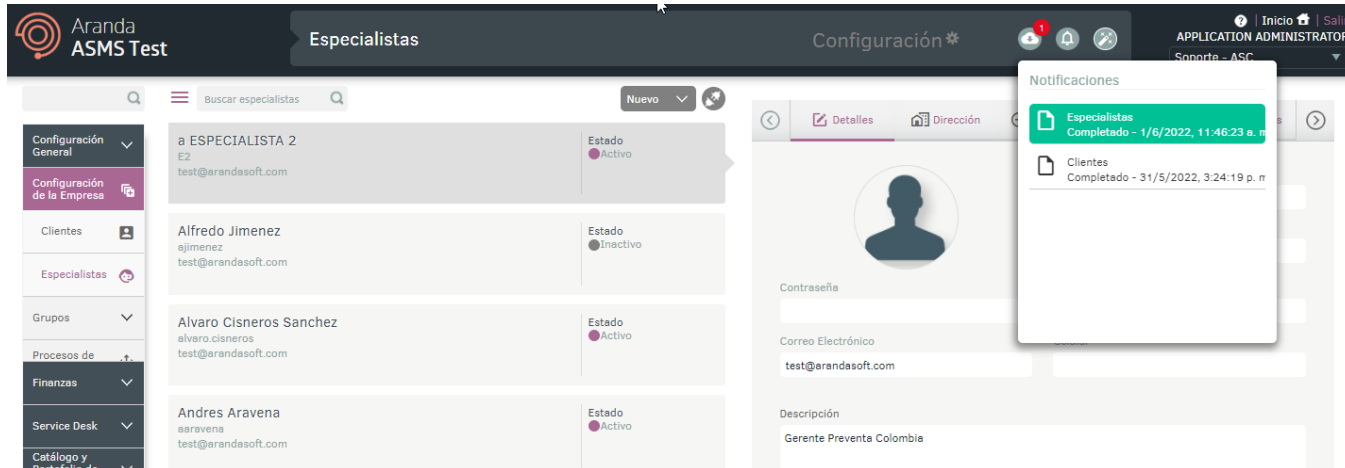 Aranda
ASMS Test
Especialistas
Configuración
1
? | Inicio | Sali
APPLICATION ADMINISTRATOR
Soporte - ASC
Notificaciones
Especialistas
Completado - 1/6/2022, 11:46:23 a. m
Clientes
Completado - 31/5/2022, 3:24:19 p. m
Buscar especialistas
Nuevo
Configuración
General
Configuración
de la Empresa
Clientes
Especialistas
Grupos
Procesos de
Finanzas
Service Desk
Catálogo y
a ESPECIALISTA 2
E2
test@arandasoft.com
Estado
Activo
Alfredo Jimenez
ajimenez
test@arandasoft.com
Estado
Inactivo
Alvaro Cisneros Sanchez
alvaro.cisneros
test@arandasoft.com
Estado
Activo
Andres Aravena
aaravena
test@arandasoft.com
Estado
Activo
Detalles
Dirección
s
Contraseña
Correo Electrónico
test@arandasoft.com
Descripción
Gerente Preventa Colombia